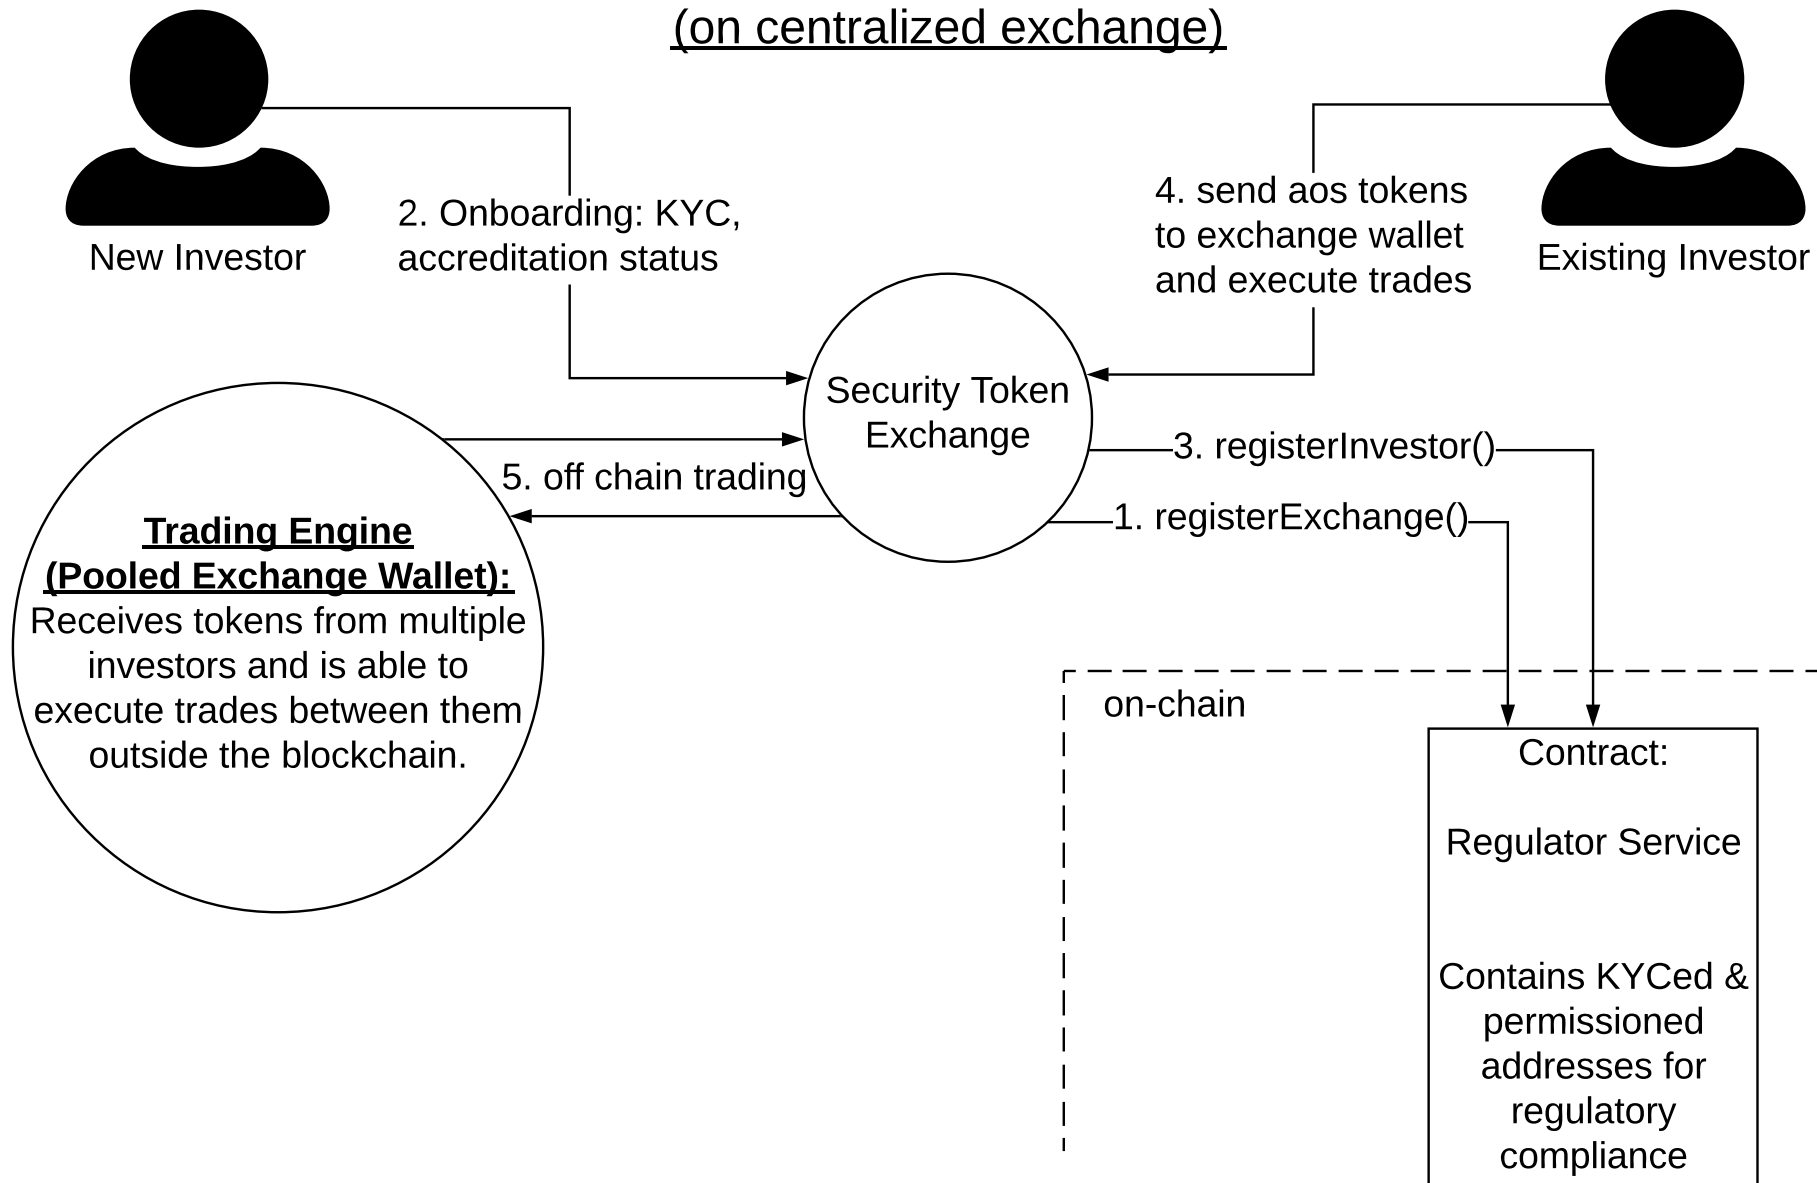 (on centralized exchange)
New Investor
2. Onboarding: KYC,
accreditation status
4. send aos tokens
to exchange wallet
and execute trades
Existing Investor
Security Token
Exchange
3. registerInvestor()
5. off chain trading
1. registerExchange()
Trading Engine
(Pooled Exchange Wallet):
Receives tokens from multiple
investors and is able to
execute trades between them
outside the blockchain.
on-chain
Contract:
Regulator Service
Contains KYCed &
permissioned
addresses for
regulatory
compliance